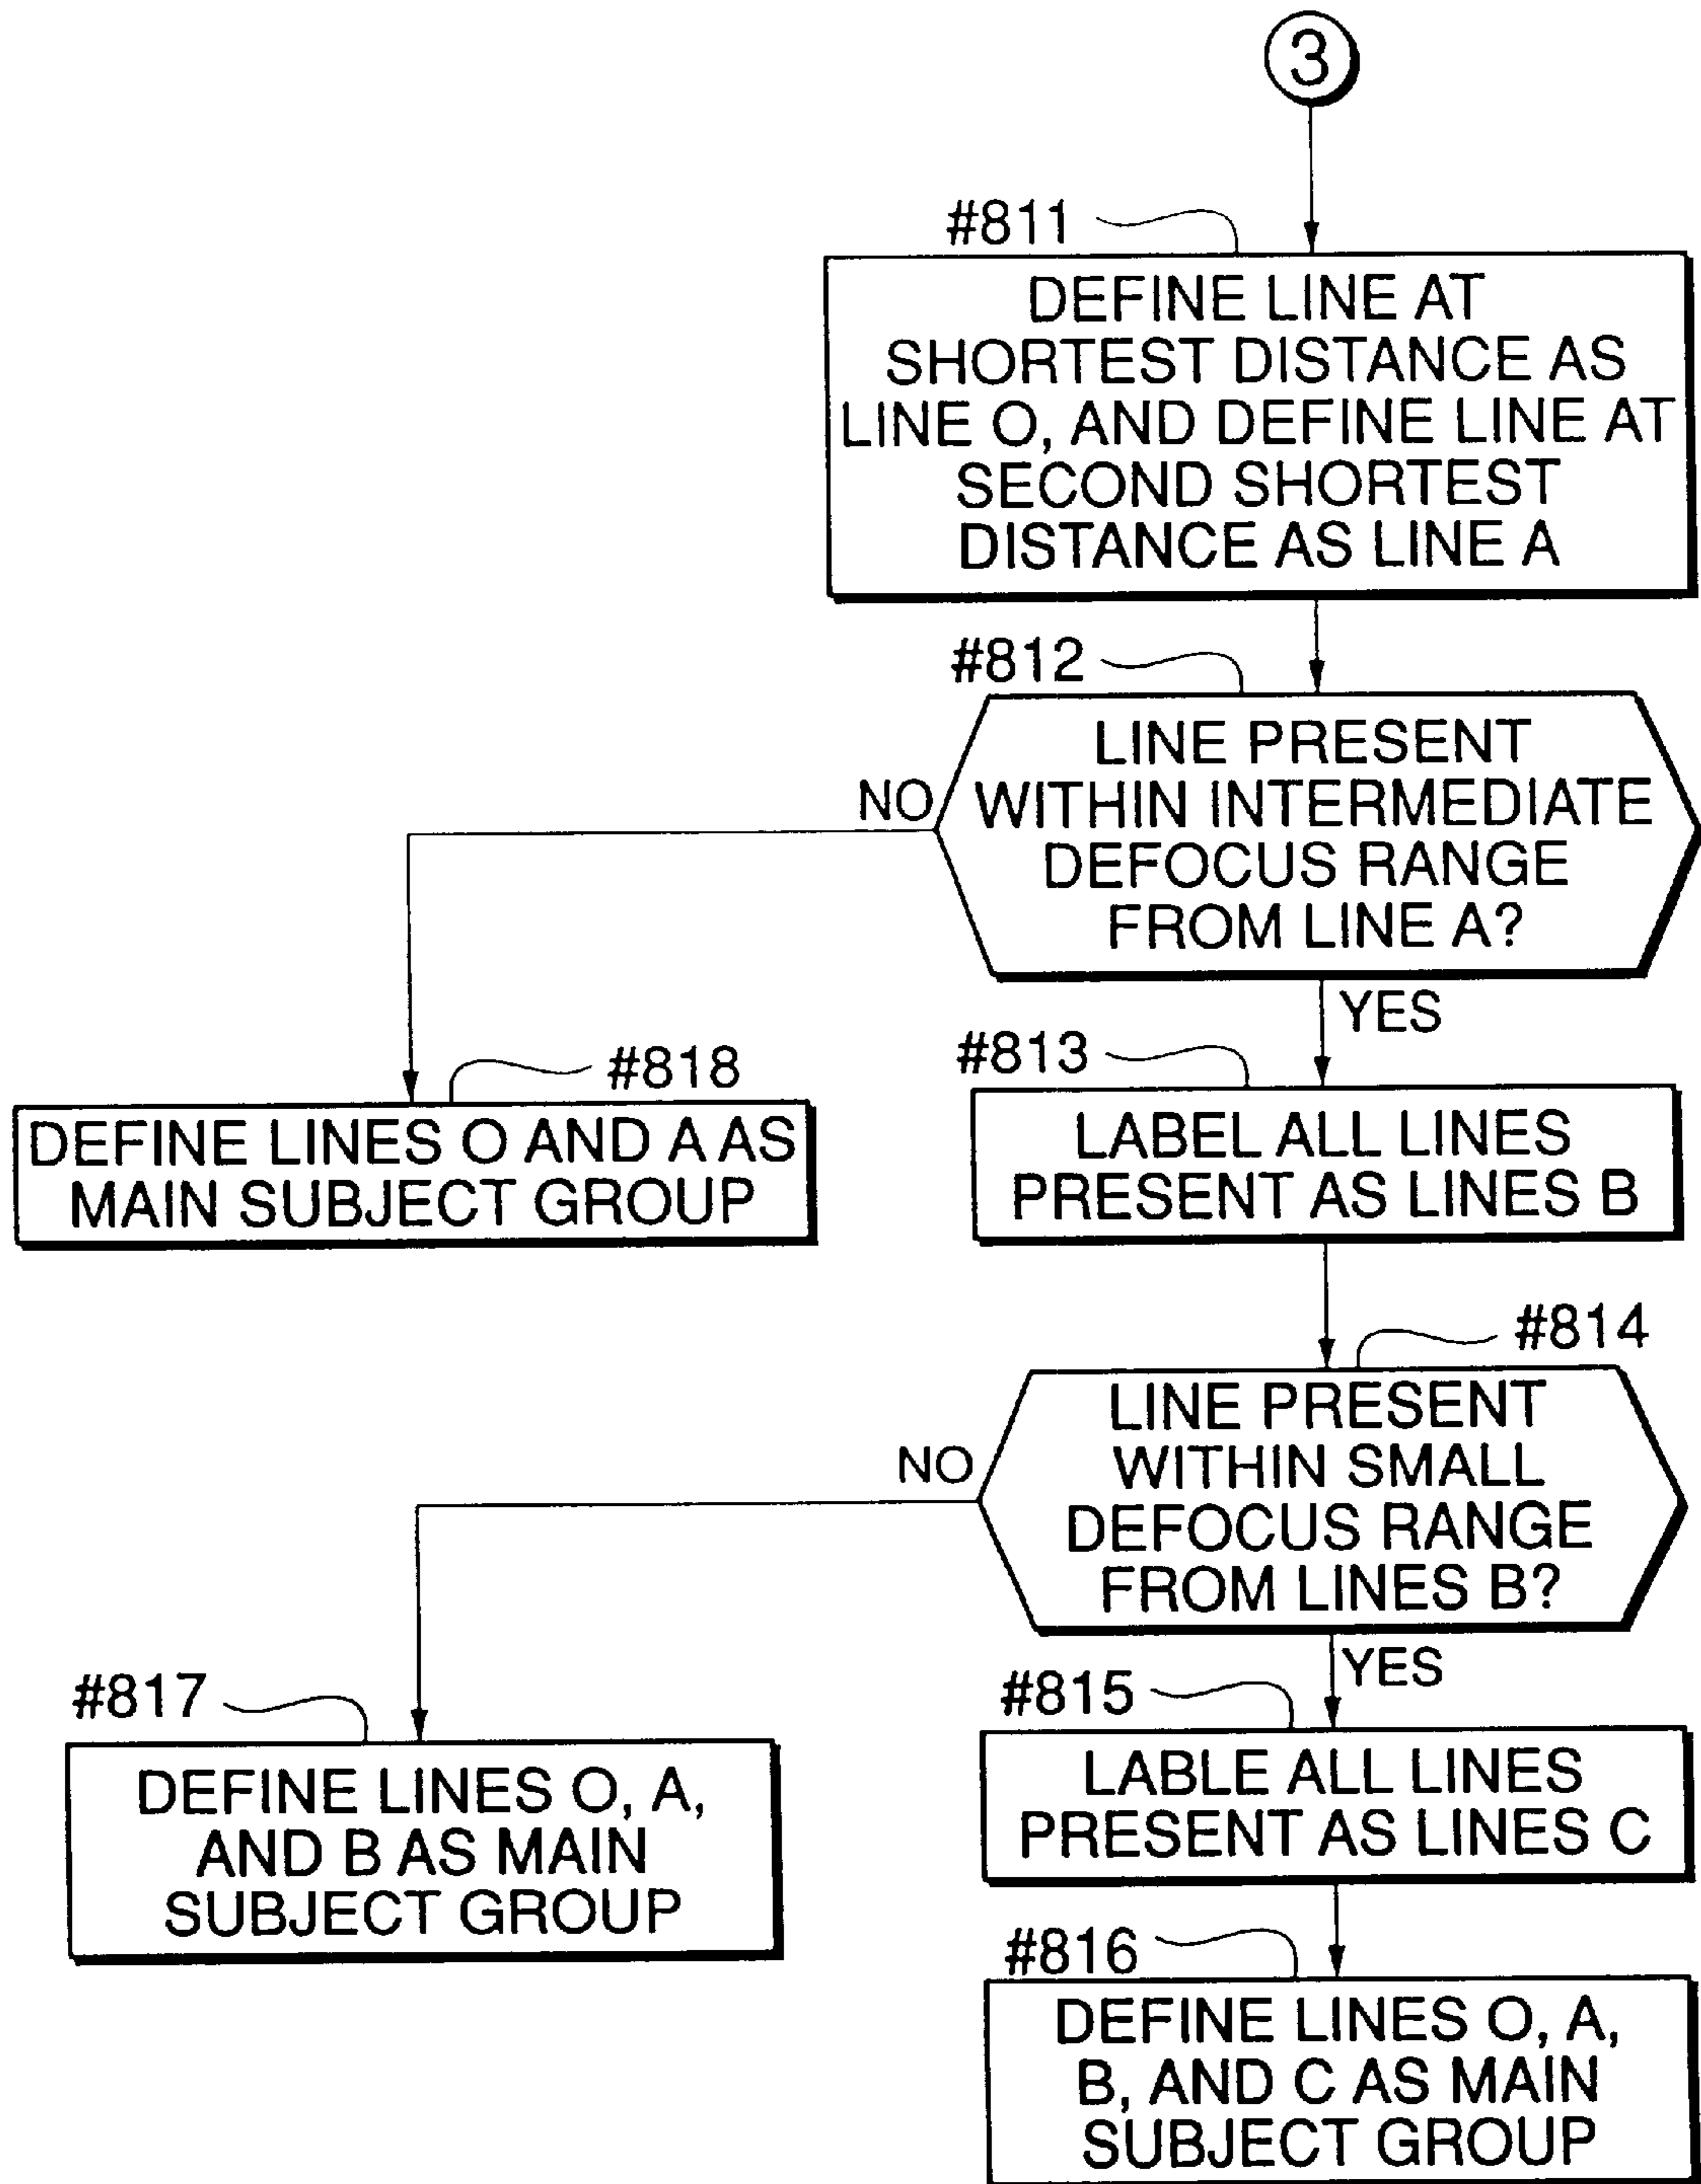 3
#811
DEFINE LINE AT
SHORTEST DISTANCE AS
LINE O, AND DEFINE LINE AT
SECOND SHORTEST
DISTANCE AS LINE A
#812
LINE PRESENT
WITHIN INTERMEDIATE
DEFOCUS RANGE
FROM LINE A?
NO
YES
#818
DEFINE LINES O AND A AS
MAIN SUBJECT GROUP
#813
LABEL ALL LINES
PRESENT AS LINES B
#814
LINE PRESENT
WITHIN SMALL
DEFOCUS RANGE
FROM LINES B?
NO
YES
#817
DEFINE LINES O, A,
AND B AS MAIN
SUBJECT GROUP
#815
LABLE ALL LINES
PRESENT AS LINES C
#816
DEFINE LINES O, A,
B, AND C AS MAIN
SUBJECT GROUP